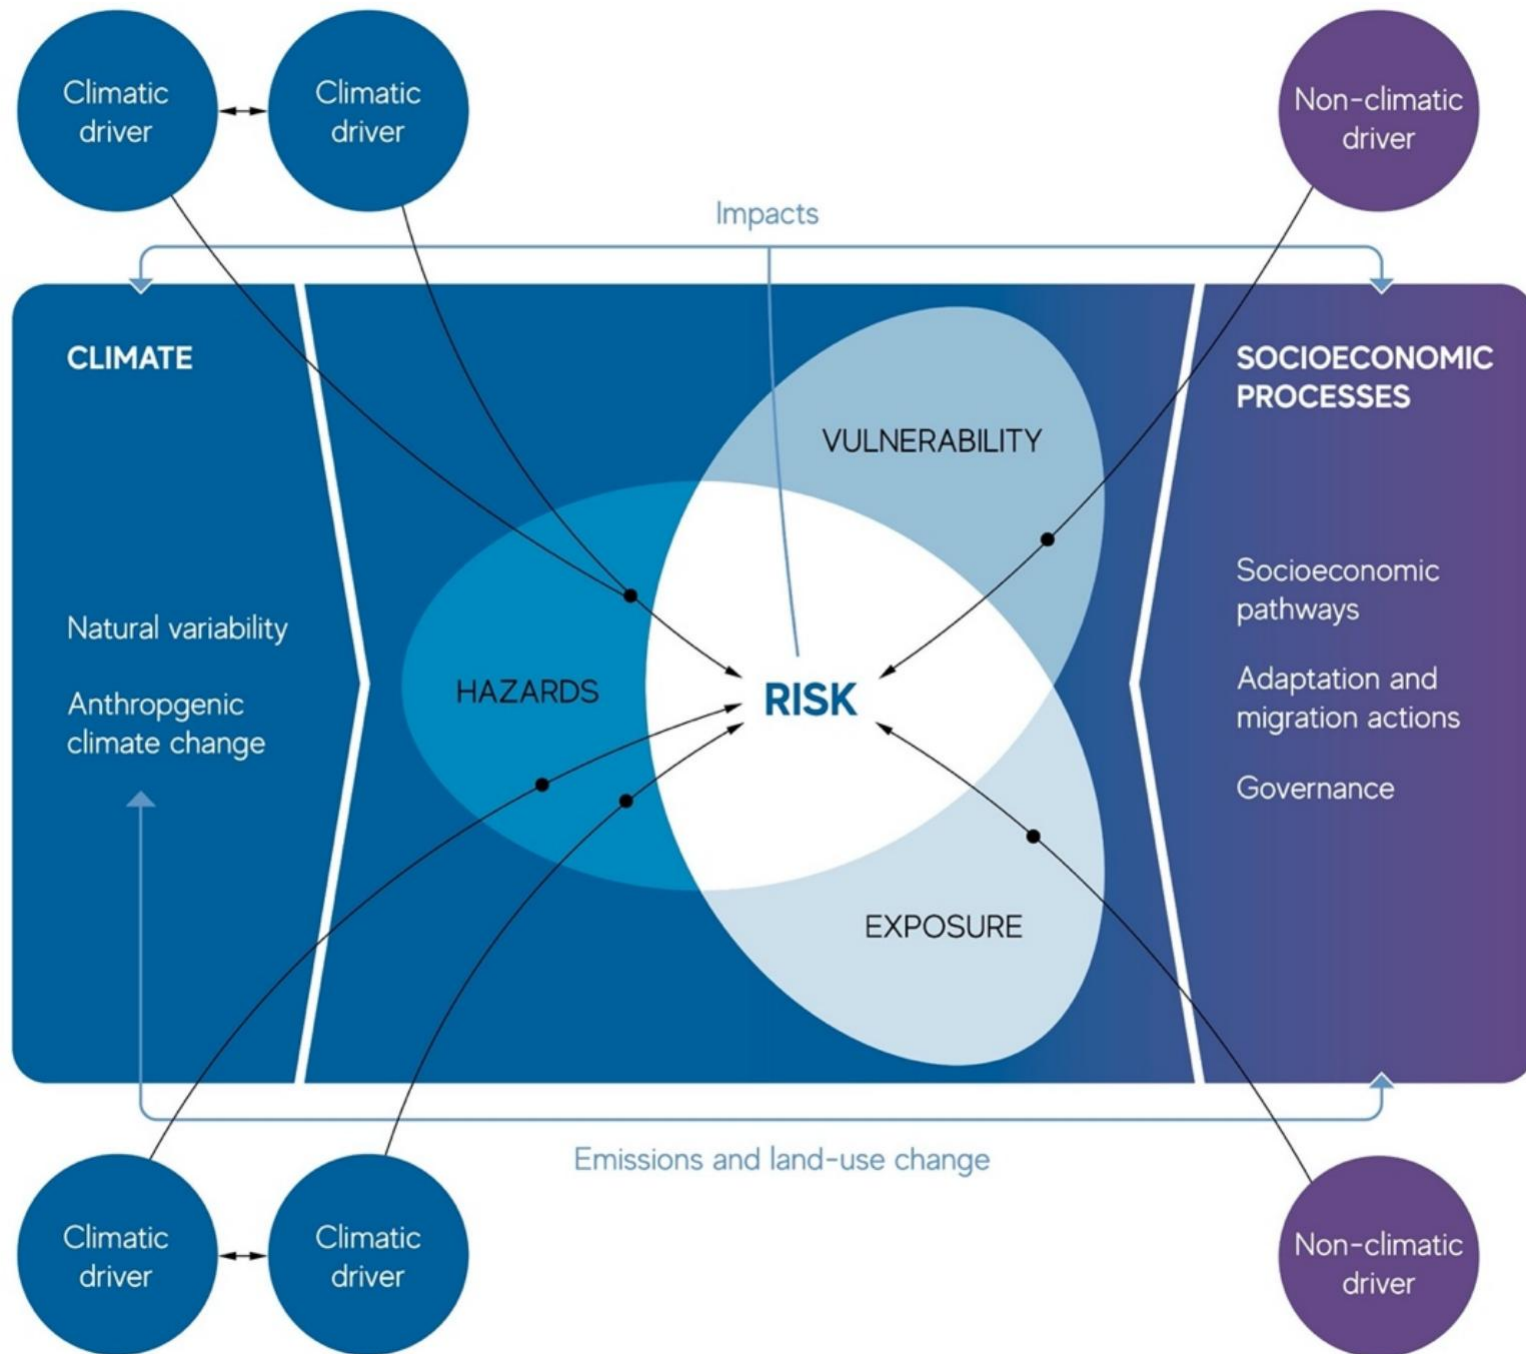 Climatic
driver
Climatic
driver
Non-climatic
driver
Impacts
CLIMATE
Natural variability
Anthropgenic
climate change
VULNERABILITY
HAZARDS
RISK
EXPOSURE
SOCIOECONOMIC
PROCESSES
Socioeconomic
pathways
Adaptation and
migration actions
Governance
Emissions and land-use change
Climatic
driver
Climatic
driver
Non-climatic
driver